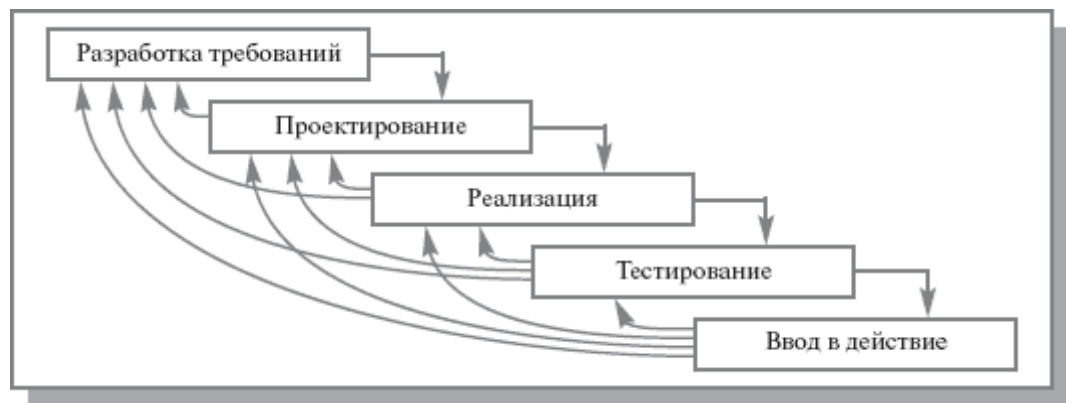 Разработка требований
Проектирование
Реализация
Тестирование
Ввод в действие